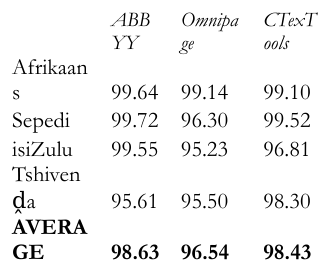 ABB Omnipa CTexT
YY ge ools
Afrikaan
s 99.64 99.14 99.10
Sepedi 99.72 96.30 99.52
isiZulu 99.55 95.23 96.81
Tshiven
ḓa 95.61 95.50 98.30
AVERA
GE 98.63 96.54 98.43